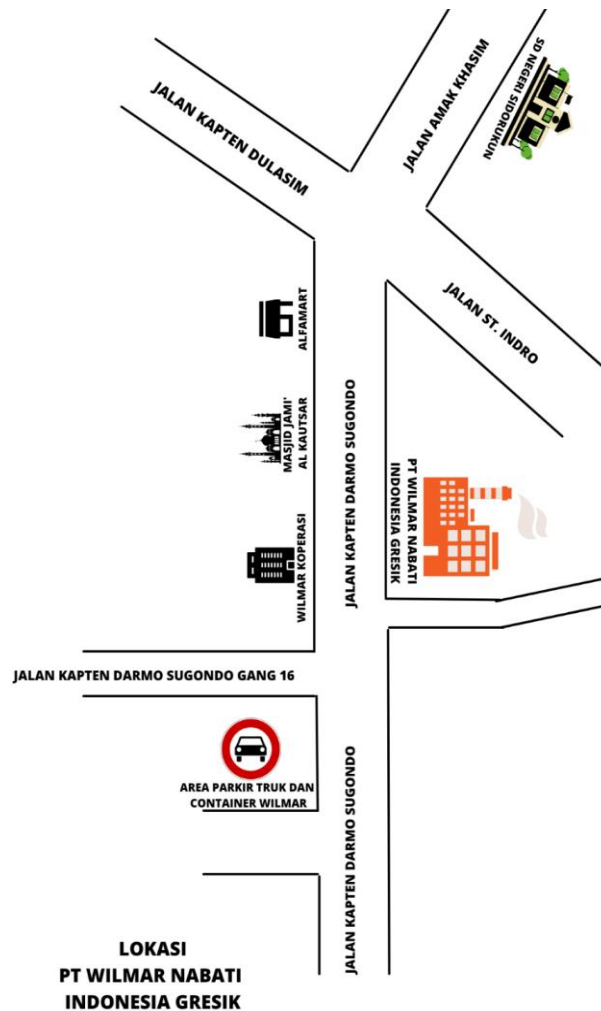 JALAN KAPTEN DULASIM
JALAN AMAK KHASIM
SD NEGERI SIDORUKUN
JALAN ST. INDRO
ALFAMART
MASJID JAMI'
AL KAUTSAR
JALAN KAPTEN DARMO SUGONDO
PT WILMAR NABATI
INDONESIA GRESIK
WILMAR KOPERASI
JALAN KAPTEN DARMO SUGONDO GANG 16
AREA PARKIR TRUK DAN
CONTAINER WILMAR
JALAN KAPTEN DARMO SUGONDO
LOKASI
PT WILMAR NABATI
INDONESIA GRESIK